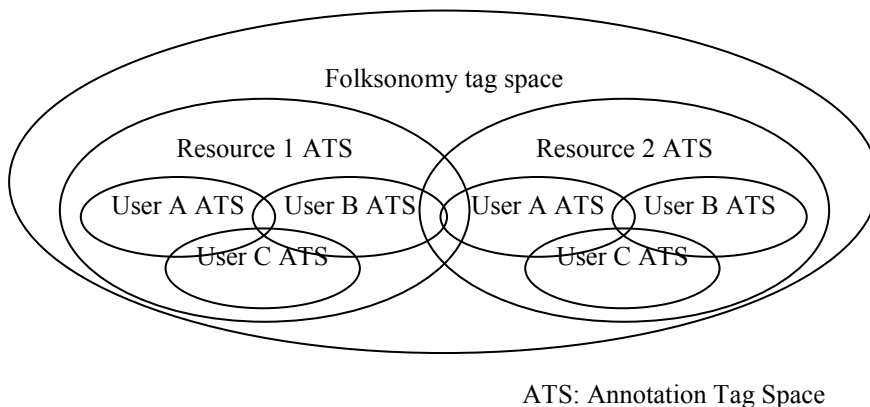 Folksonomy tag space
Resource 1 ATS
Resource 2 ATS
User A ATS
User B ATS
User A ATS
User B ATS
User C ATS
User C ATS
ATS: Annotation Tag Space